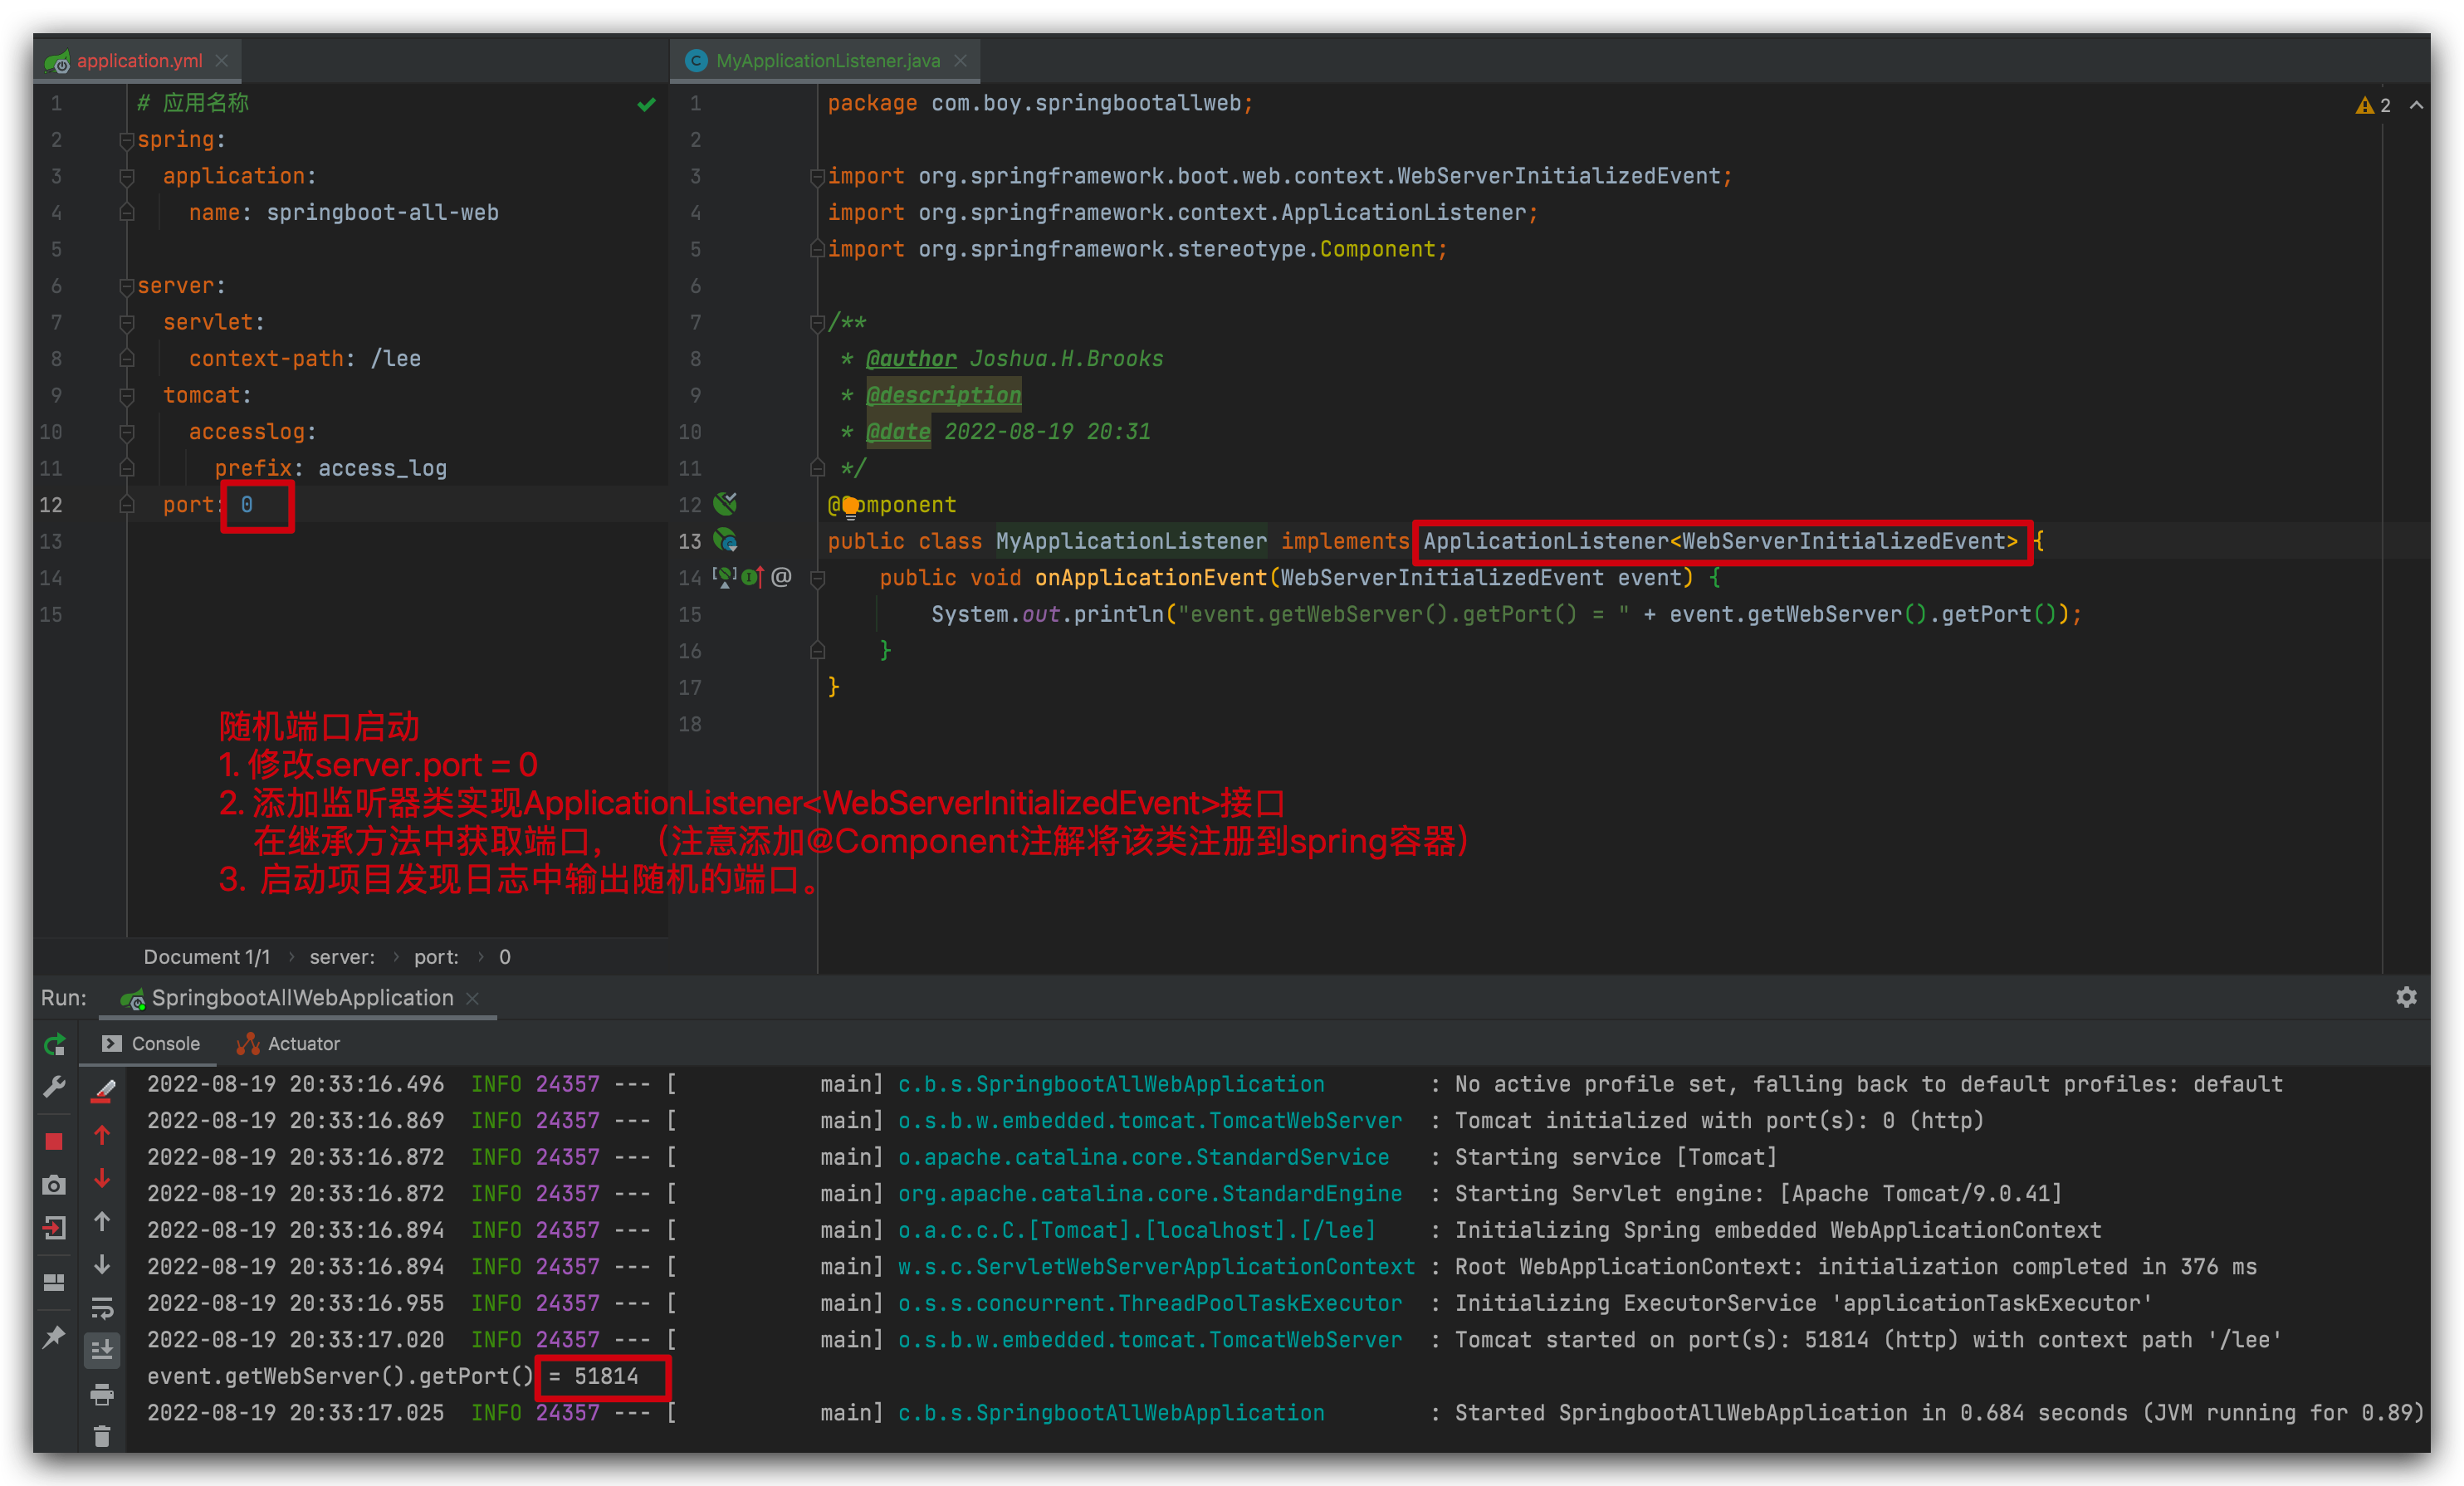 application.yml
MyApplicationListener.java
1 # 应用名称
2 spring:
3 application:
4 name: springboot-all-web
5
6 server:
7 servlet:
8 context-path: /lee
9 tomcat:
10 accesslog:
11 prefix: access_log
12 port: 0
13
14
15
1 package com.boy.springbootallweb;
2
3 import org.springframework.boot.web.context.WebServerInitializedEvent;
4 import org.springframework.context.ApplicationListener;
5 import org.springframework.stereotype.Component;
6
7 /**
8 * @author Joshua.H.Brooks
9 * @description
10 * @date 2022-08-19 20:31
11 */
12 @Component
13 public class MyApplicationListener implements ApplicationListener<WebServerInitializedEvent> {
14 public void onApplicationEvent(WebServerInitializedEvent event) {
15 System.out.println("event.getWebServer().getPort() = " + event.getWebServer().getPort());
16 }
17 }
18
2
随机端口启动
1. 修改server.port = 0
2. 添加监听器类实现ApplicationListener<WebServerInitializedEvent>接口
在继承方法中获取端口， （注意添加@Component注解将该类注册到spring容器）
3. 启动项目发现日志中输出随机的端口。
Document 1/1 › server: › port: › 0
Run: SpringbootAllWebApplication
Console Actuator
2022-08-19 20:33:16.496 INFO 24357 --- [ main] c.b.s.SpringbootAllWebApplication : No active profile set, falling back to default profiles: default
2022-08-19 20:33:16.869 INFO 24357 --- [ main] o.s.b.w.embedded.tomcat.TomcatWebServer : Tomcat initialized with port(s): 0 (http)
2022-08-19 20:33:16.872 INFO 24357 --- [ main] o.apache.catalina.core.StandardService : Starting service [Tomcat]
2022-08-19 20:33:16.872 INFO 24357 --- [ main] org.apache.catalina.core.StandardEngine : Starting Servlet engine: [Apache Tomcat/9.0.41]
2022-08-19 20:33:16.894 INFO 24357 --- [ main] o.a.c.c.C.[Tomcat].[localhost].[/lee] : Initializing Spring embedded WebApplicationContext
2022-08-19 20:33:16.894 INFO 24357 --- [ main] w.s.c.ServletWebServerApplicationContext : Root WebApplicationContext: initialization completed in 376 ms
2022-08-19 20:33:16.955 INFO 24357 --- [ main] o.s.s.concurrent.ThreadPoolTaskExecutor : Initializing ExecutorService 'applicationTaskExecutor'
2022-08-19 20:33:17.020 INFO 24357 --- [ main] o.s.b.w.embedded.tomcat.TomcatWebServer : Tomcat started on port(s): 51814 (http) with context path '/lee'
event.getWebServer().getPort() = 51814
2022-08-19 20:33:17.025 INFO 24357 --- [ main] c.b.s.SpringbootAllWebApplication : Started SpringbootAllWebApplication in 0.684 seconds (JVM running for 0.89)